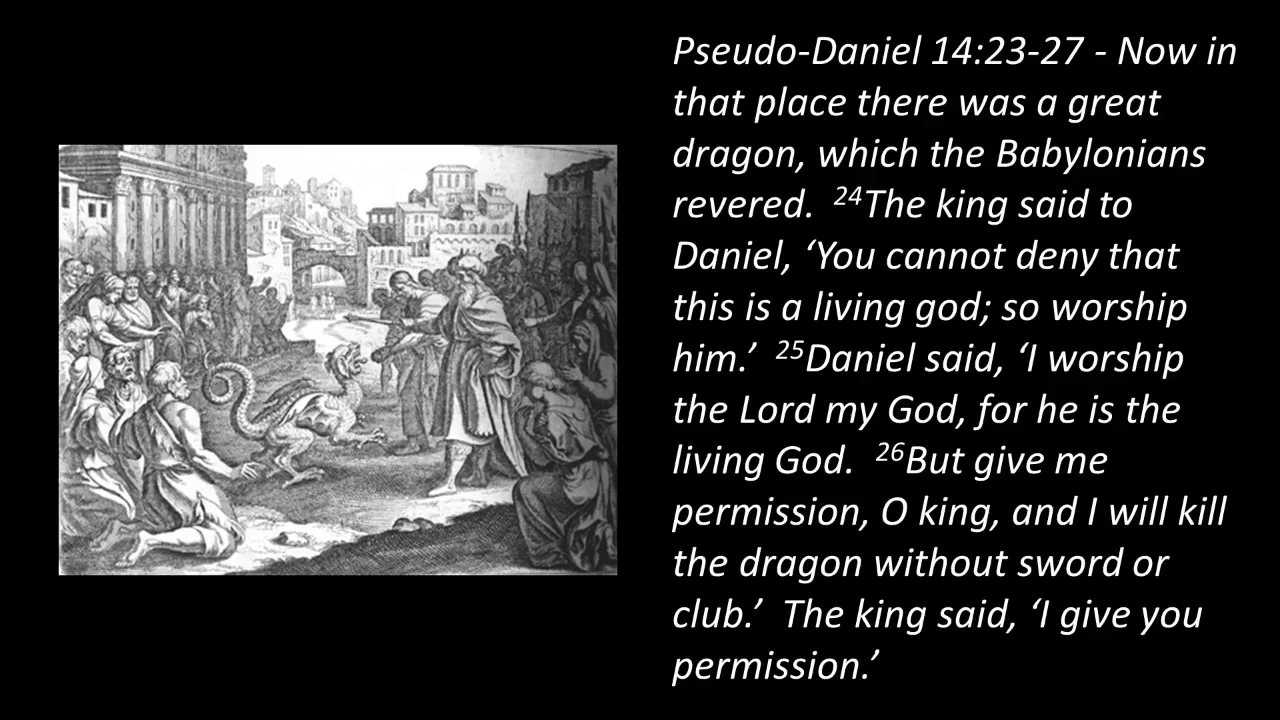 Pseudo-Daniel 14:23-27 - Now in
that place there was a great
dragon, which the Babylonians
revered. ²⁴The king said to
Daniel, ‘You cannot deny that
this is a living god; so worship
him.’ ²⁵Daniel said, ‘I worship
the Lord my God, for he is the
living God. ²⁶But give me
permission, O king, and I will kill
the dragon without sword or
club.’ The king said, ‘I give you
permission.’